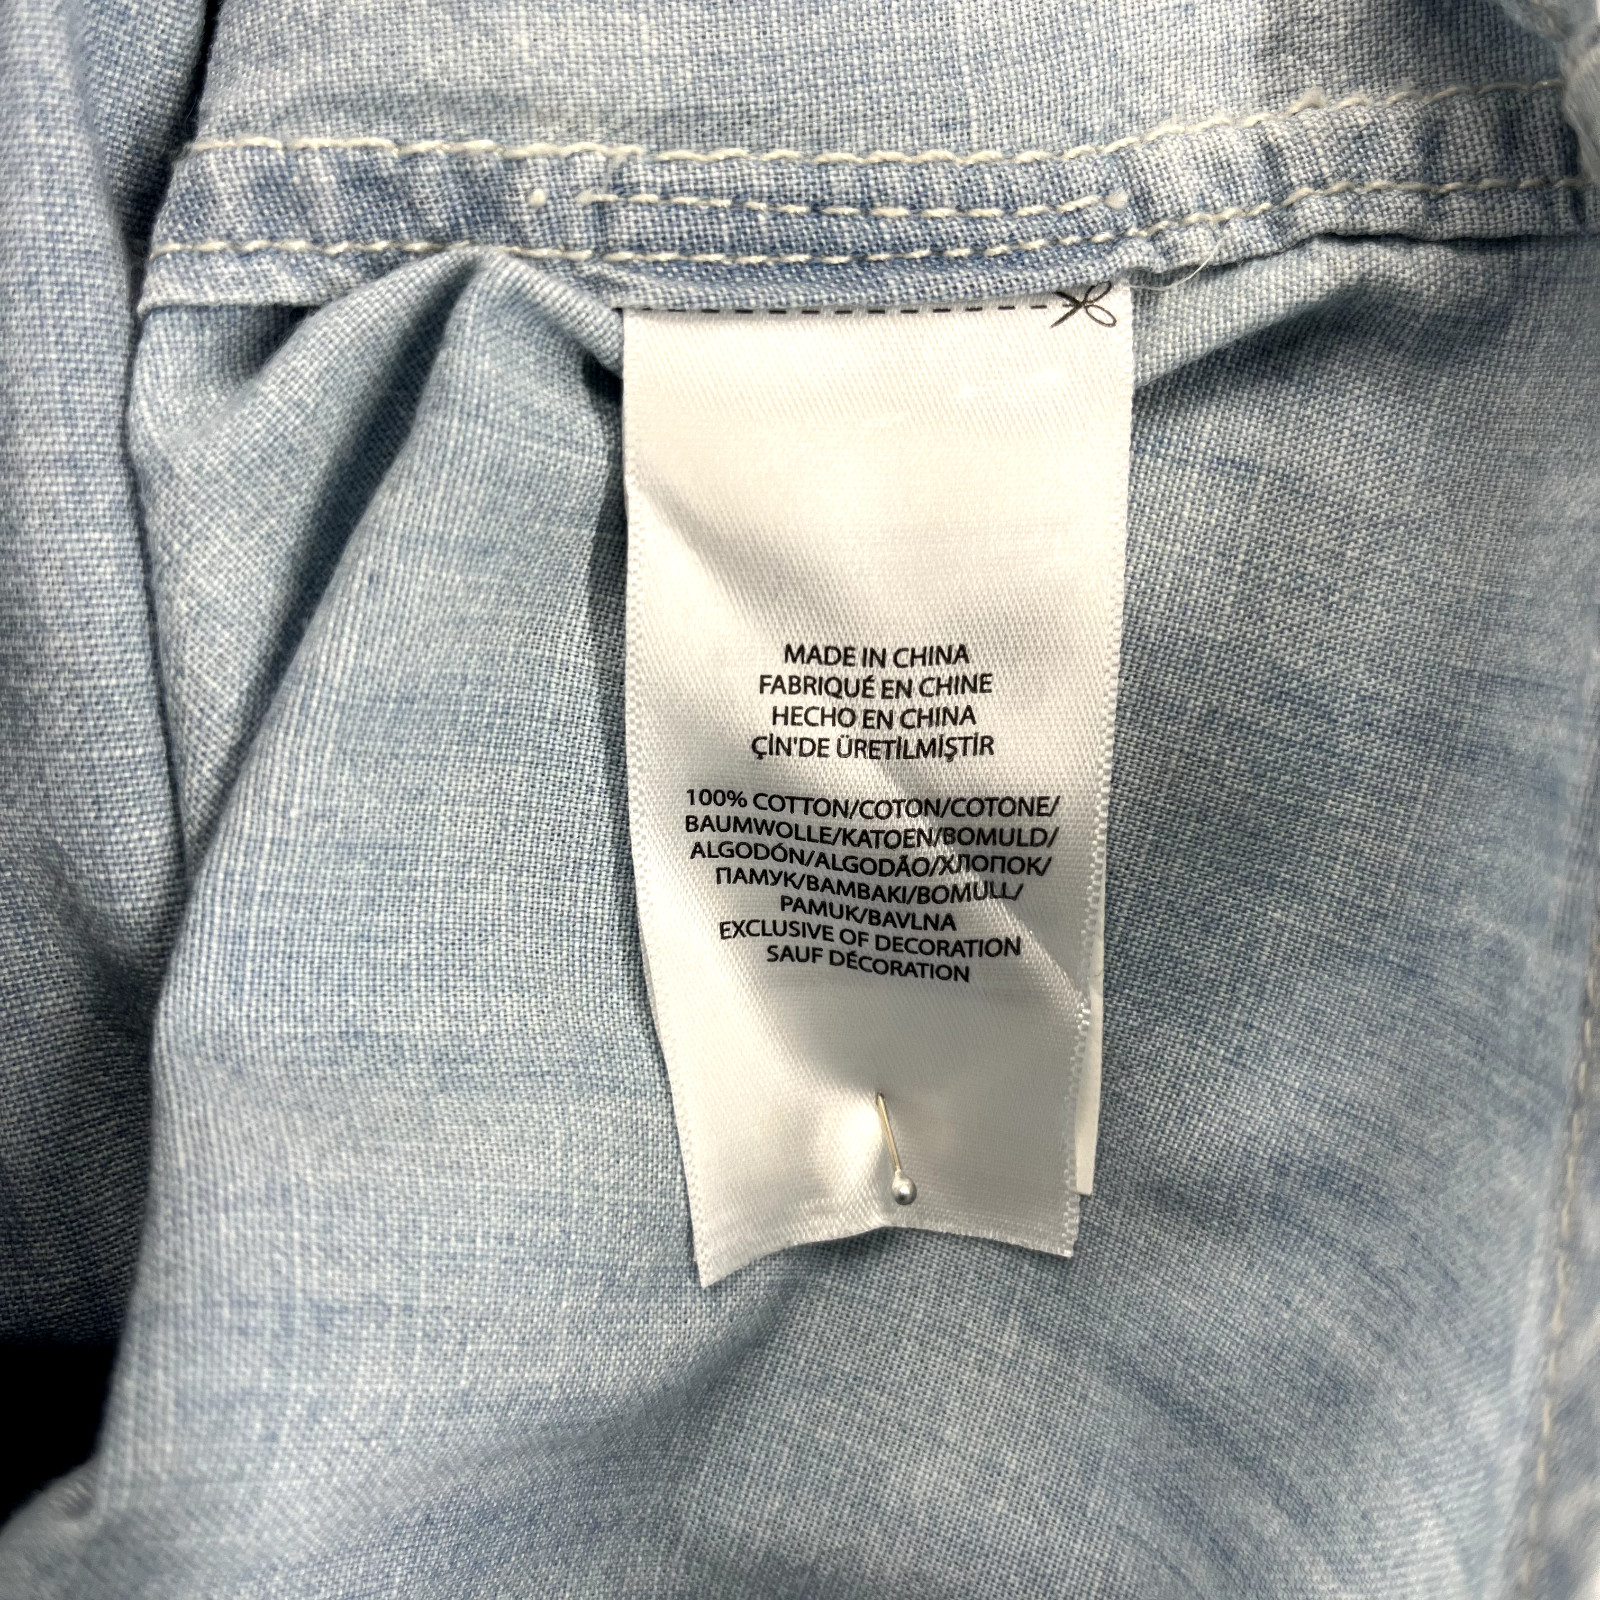 MADE IN CHINA
FABRIQUÉ EN CHINE
HECHO EN CHINA
ÇİN'DE ÜRETİLMİŞTİR
100% COTTON/COTON/COTONE/
BAUMWOLLE/KATOEN/BOMULD/
ALGODÓN/ALGODÃO/ХЛОПОК/
ПАМУК/BAMBAKI/BOMULL/
PAMUK/BAVLNA
EXCLUSIVE OF DECORATION
SAUF DÉCORATION